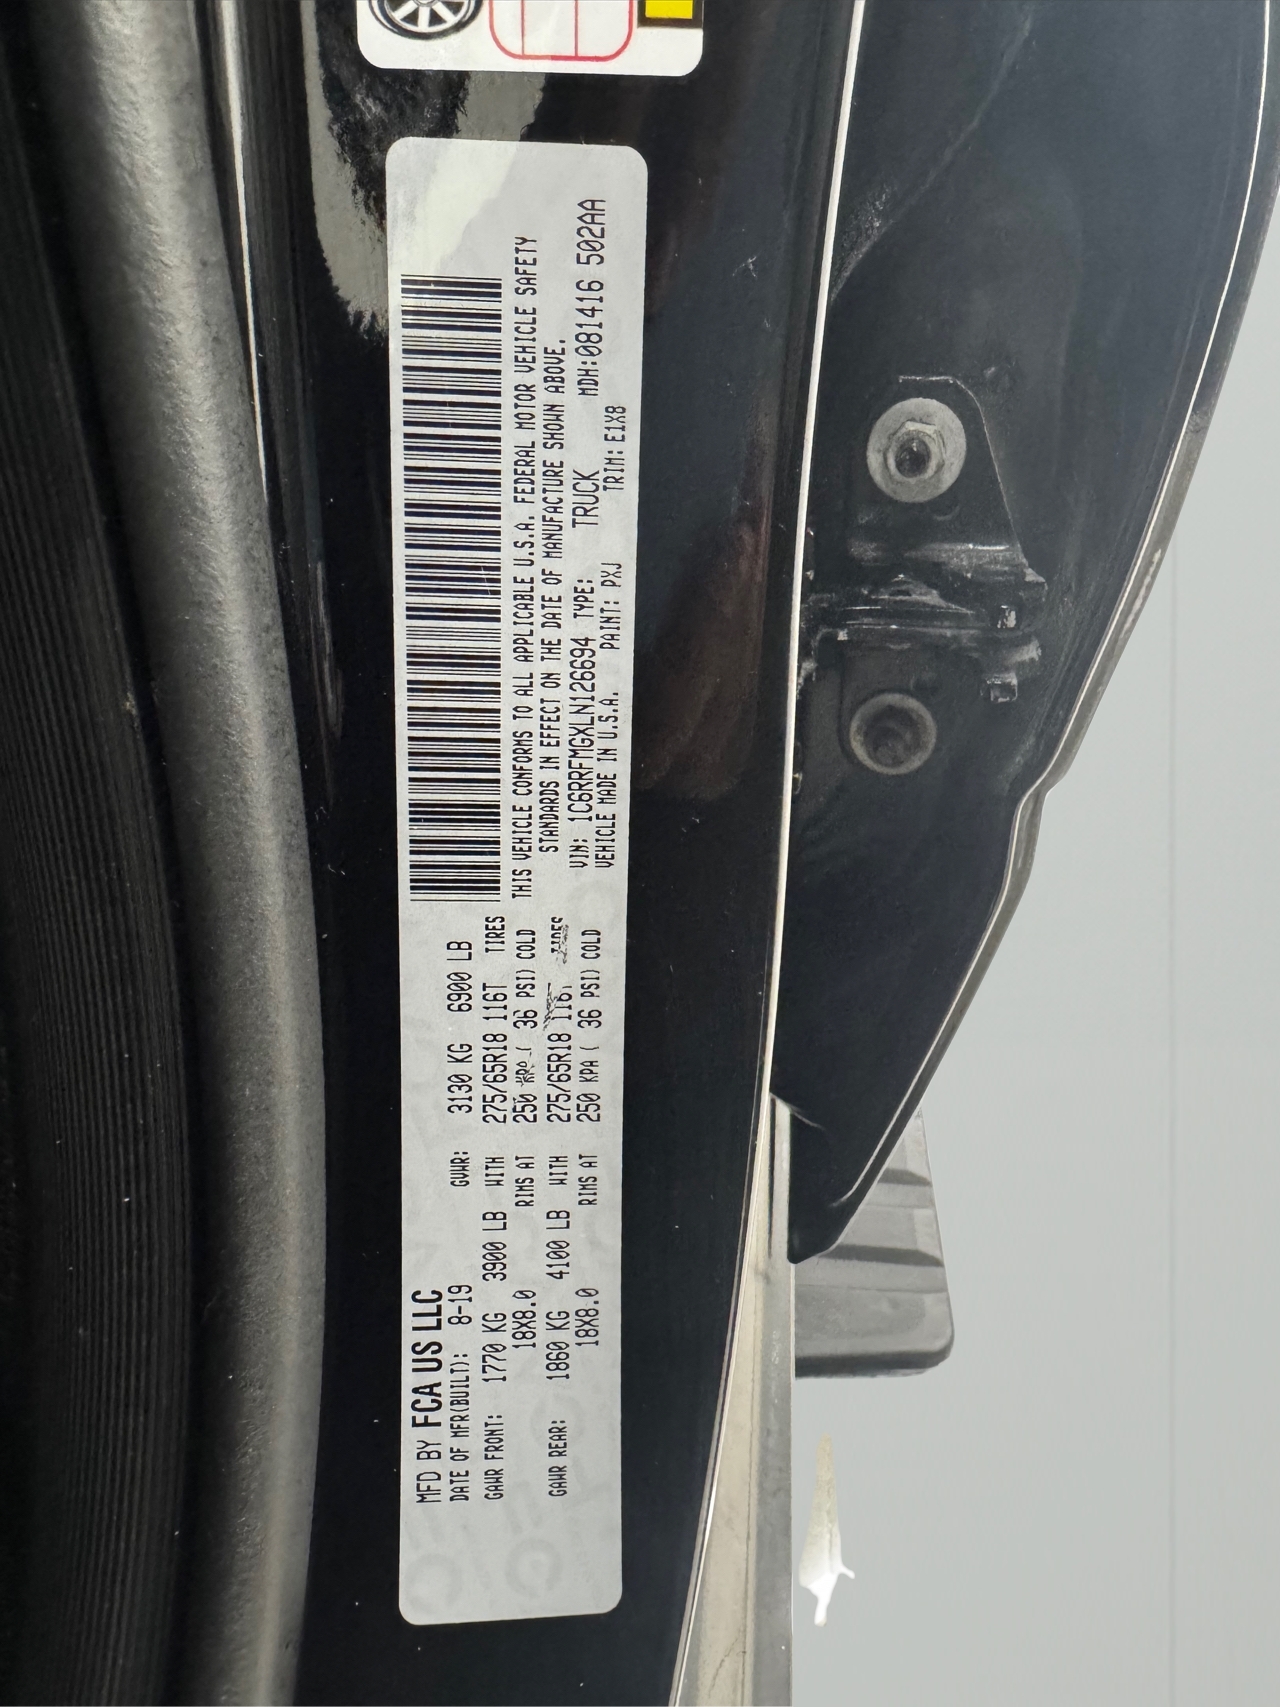 MFD BY FCA US LLC
DATE OF MFR(BUILT): 8-19 GVWR: 3130 KG 6900 LB
GAWR FRONT: 1770 KG 3900 LB WITH 275/65R18 116T TIRES
18X8.0 RIMS AT 250 KPA ( 36 PSI) COLD
GAWR REAR: 1860 KG 4100 LB WITH 275/65R18 TIRES
18X8.0 RIMS AT 250 KPA ( 36 PSI) COLD
THIS VEHICLE CONFORMS TO ALL APPLICABLE U.S.A. FEDERAL MOTOR VEHICLE SAFETY
STANDARDS IN EFFECT ON THE DATE OF MANUFACTURE SHOWN ABOVE.
VIN: 1C6RRFMGXLN126694 TYPE: TRUCK MDH:081416 502AA
VEHICLE MADE IN U.S.A. PAINT: PXJ TRIM: E1X8